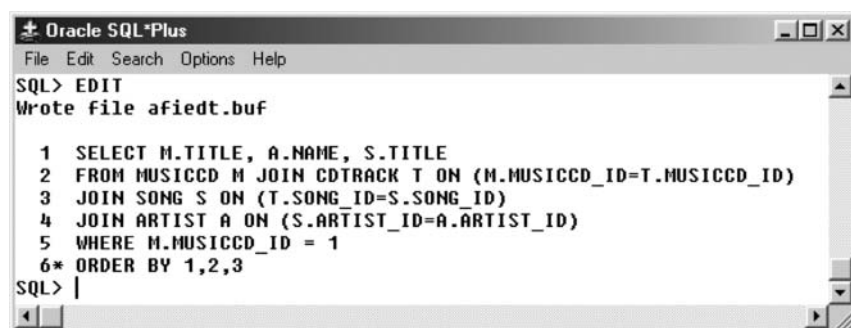 Oracle SQL*Plus
File Edit Search Options Help
SQL> EDIT
Wrote file afiedt.buf
1 SELECT M.TITLE, A.NAME, S.TITLE
2 FROM MUSICCD M JOIN CDTRACK T ON (M.MUSICCD_ID=T.MUSICCD_ID)
3 JOIN SONG S ON (T.SONG_ID=S.SONG_ID)
4 JOIN ARTIST A ON (S.ARTIST_ID=A.ARTIST_ID)
5 WHERE M.MUSICCD_ID = 1
6* ORDER BY 1,2,3
SQL>